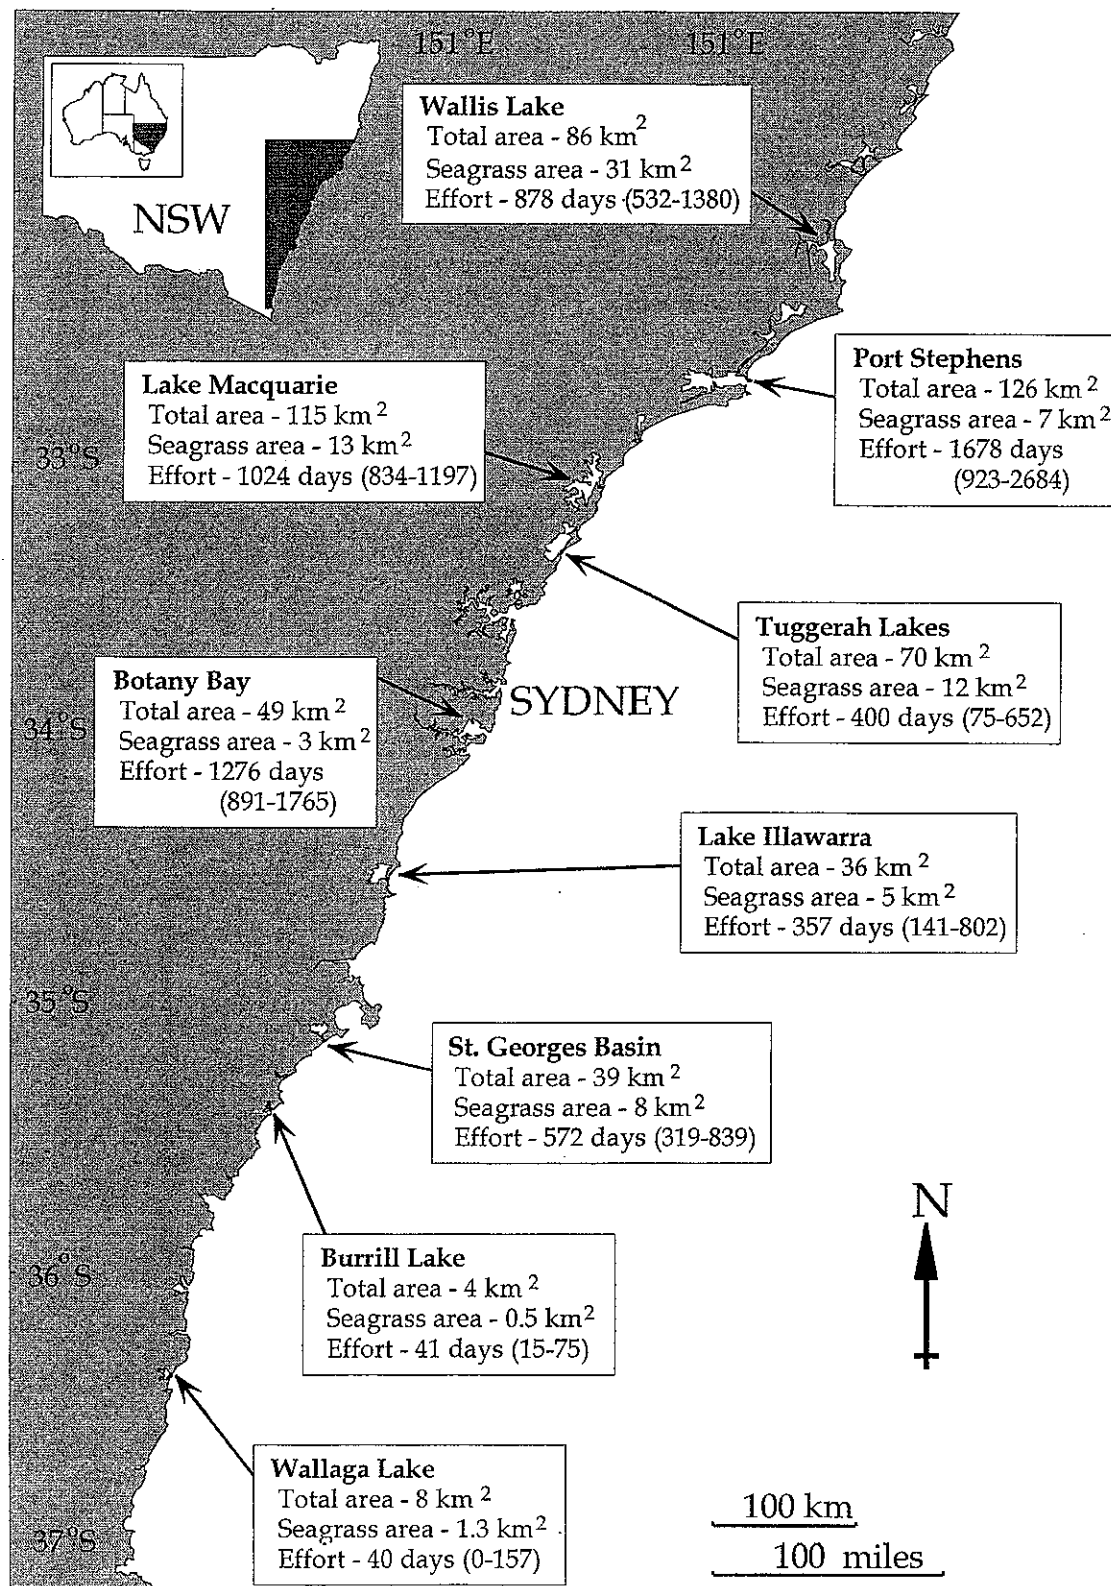 151°E
151°E
NSW
Wallis Lake
Total area - 86 km²
Seagrass area - 31 km²
Effort - 878 days (532-1380)
Port Stephens
Total area - 126 km²
Seagrass area - 7 km²
Effort - 1678 days
(923-2684)
Lake Macquarie
Total area - 115 km²
Seagrass area - 13 km²
Effort - 1024 days (834-1197)
33°S
Tuggerah Lakes
Total area - 70 km²
Seagrass area - 12 km²
Effort - 400 days (75-652)
Botany Bay
Total area - 49 km²
Seagrass area - 3 km²
Effort - 1276 days
(891-1765)
SYDNEY
34°S
Lake Illawarra
Total area - 36 km²
Seagrass area - 5 km²
Effort - 357 days (141-802)
35°S
St. Georges Basin
Total area - 39 km²
Seagrass area - 8 km²
Effort - 572 days (319-839)
N
Burrill Lake
Total area - 4 km²
Seagrass area - 0.5 km²
Effort - 41 days (15-75)
36°S
Wallaga Lake
Total area - 8 km²
Seagrass area - 1.3 km²
Effort - 40 days (0-157)
37°S
100 km
100 miles